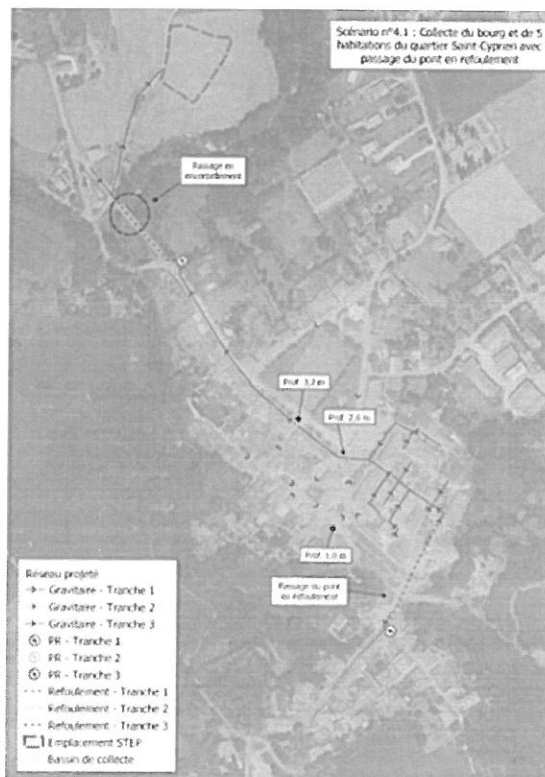 Scénario n°4.1 : Collecte du bourg et de 5
habitations du quartier Saint-Cyprien avec
passage du pont en refoulement
Passage en
encorbellement
Prof. 3,2 m
Prof. 2,6 m
Prof. 1,0 m
Passage du pont
en refoulement
Réseau projeté
Gravitaire - Tranche 1
Gravitaire - Tranche 2
Gravitaire - Tranche 3
PR - Tranche 1
PR - Tranche 2
PR - Tranche 3
Refoulement - Tranche 1
Refoulement - Tranche 2
Refoulement - Tranche 3
Emplacement STEP
Bassin de collecte